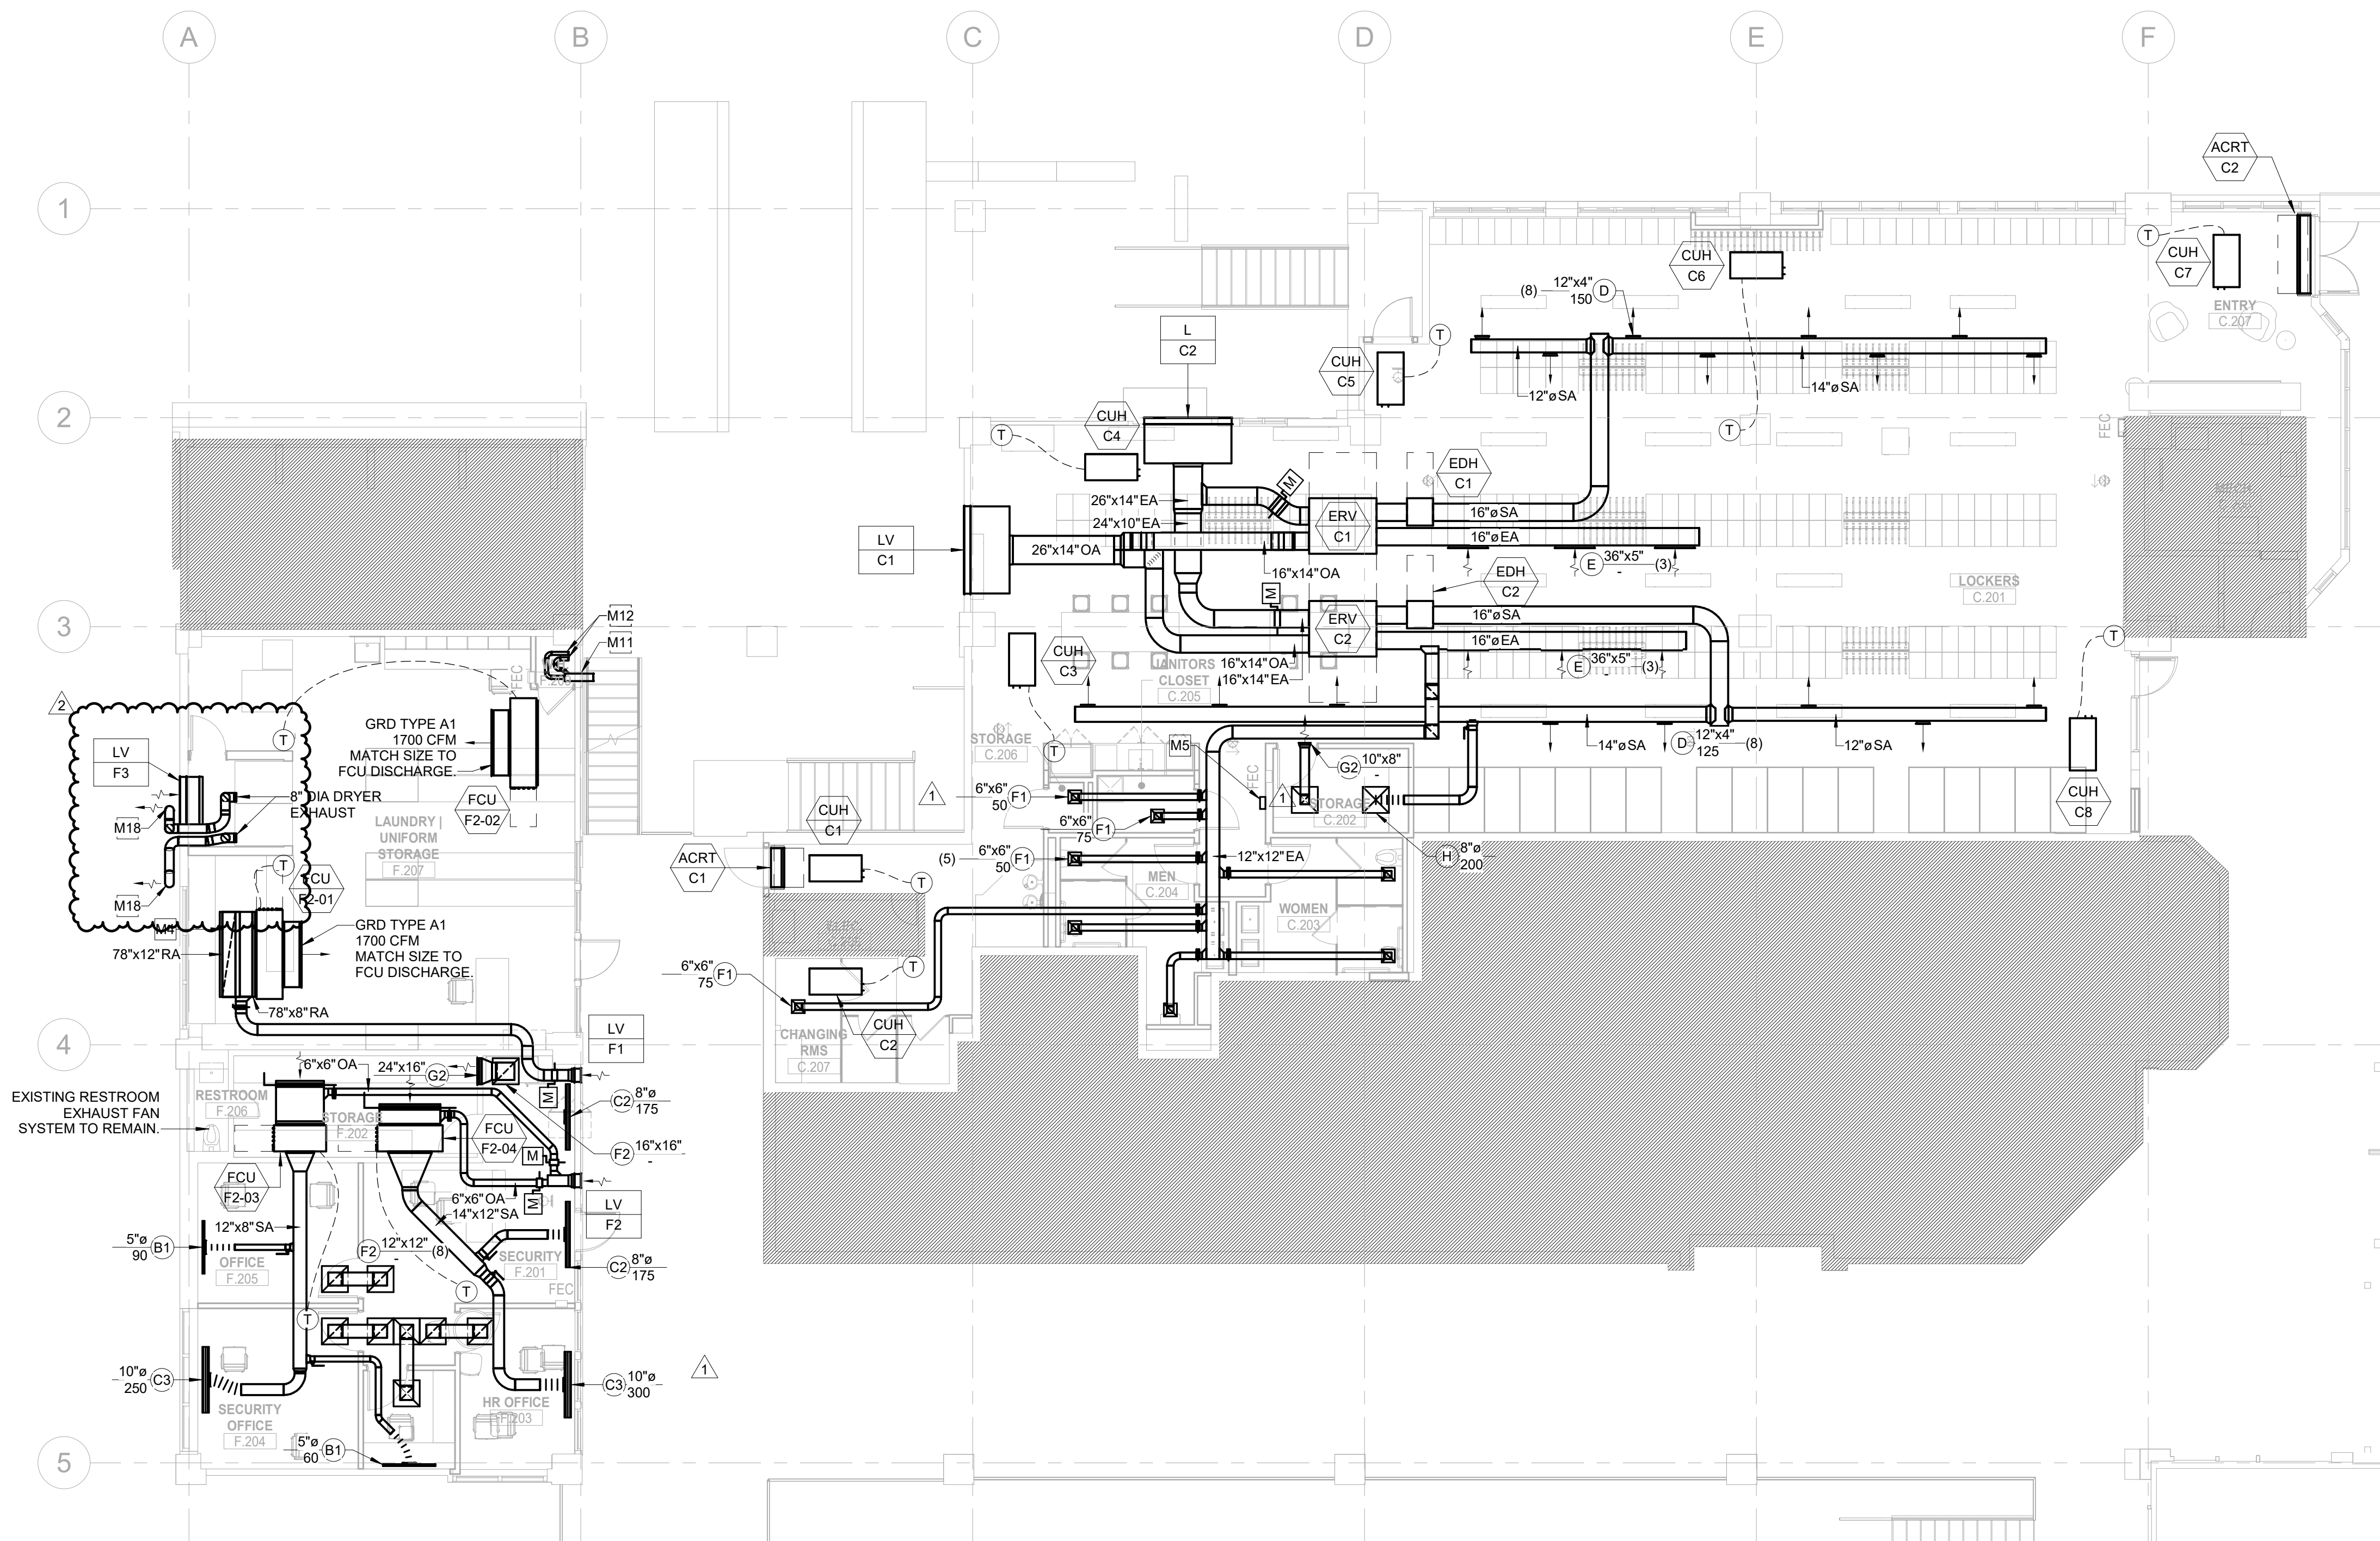 A
B
C
D
E
F
1
2
3
4
5
ACRT
C2
T
CUH
C7
ENTRY
C.207
CUH
C6
(8)
12"x4"
150
D
T
CUH
C5
12"øSA
14"øSA
L
C2
CUH
C4
T
T
FEC
EDH
C1
26"x14"EA
24"x10"EA
M
ERV
C1
16"øSA
16"øEA
LV
C1
26"x14"OA
16"x14"OA
E
36"x5"
-
(3)
EDH
C2
LOCKERS
C.201
M
16"øSA
ERV
C2
16"øEA
T
CUH
C3
16"x14"OA
16"x14"EA
E
36"x5"
-
(3)
JANITORS
CLOSET
C.205
M12
M11
FEC
2
GRD TYPE A1
1700 CFM
MATCH SIZE TO
FCU DISCHARGE.
T
LV
F3
8" DIA DRYER
EXHAUST
M18
M18
FCU
F2-02
LAUNDRY |
UNIFORM
STORAGE
F.207
T
FCU
F2-01
M4
78"x12"RA
GRD TYPE A1
1700 CFM
MATCH SIZE TO
FCU DISCHARGE.
78"x8"RA
STORAGE
C.206
T
M5
FEC
G2
10"x8"
-
14"øSA
D
12"x4"
125
(8)
12"øSA
1
6"x6"
50
F1
6"x6"
75
F1
1
STORAGE
C.202
CUH
C8
CUH
C1
ACRT
C1
T
(5)
6"x6"
50
F1
12"x12"EA
H
8"ø
200
MEN
C.204
WOMEN
C.203
6"x6"
75
F1
T
CUH
C2
CHANGING
RMS
C.207
LV
F1
6"x6"OA
24"x16"
G2
EXISTING RESTROOM
EXHAUST FAN
SYSTEM TO REMAIN.
RESTROOM
F.206
STORAGE
F.202
M
C2
8"ø
175
FCU
F2-04
M
F2
16"x16"
-
FCU
F2-03
6"x6"OA
M
14"x12"SA
LV
F2
12"x8"SA
5"ø
90
B1
OFFICE
F.205
F2
12"x12"
-
(8)
SECURITY
F.201
C2
8"ø
175
T
FEC
T
10"ø
250
C3
C3
10"ø
300
1
SECURITY
OFFICE
F.204
HR OFFICE
F.203
5"ø
60
B1